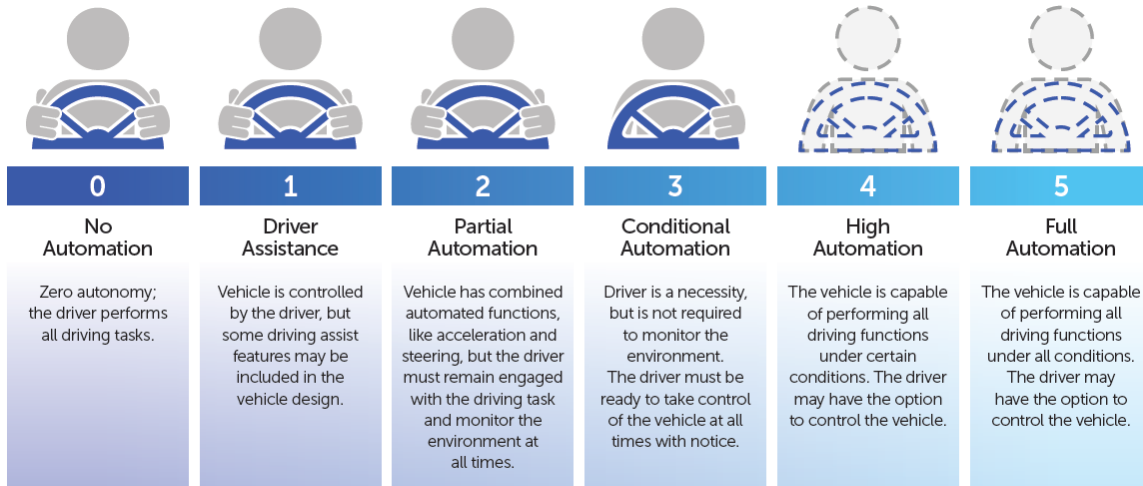 0
No
Automation
Zero autonomy;
the driver performs
all driving tasks.
1
Driver
Assistance
Vehicle is controlled
by the driver, but
some driving assist
features may be
included in the
vehicle design.
2
Partial
Automation
Vehicle has combined
automated functions,
like acceleration and
steering, but the driver
must remain engaged
with the driving task
and monitor the
environment at
all times.
3
Conditional
Automation
Driver is a necessity,
but is not required
to monitor the
environment.
The driver must be
ready to take control
of the vehicle at all
times with notice.
4
High
Automation
The vehicle is capable
of performing all
driving functions
under certain
conditions. The driver
may have the option
to control the vehicle.
5
Full
Automation
The vehicle is capable
of performing all
driving functions
under all conditions.
The driver may
have the option to
control the vehicle.